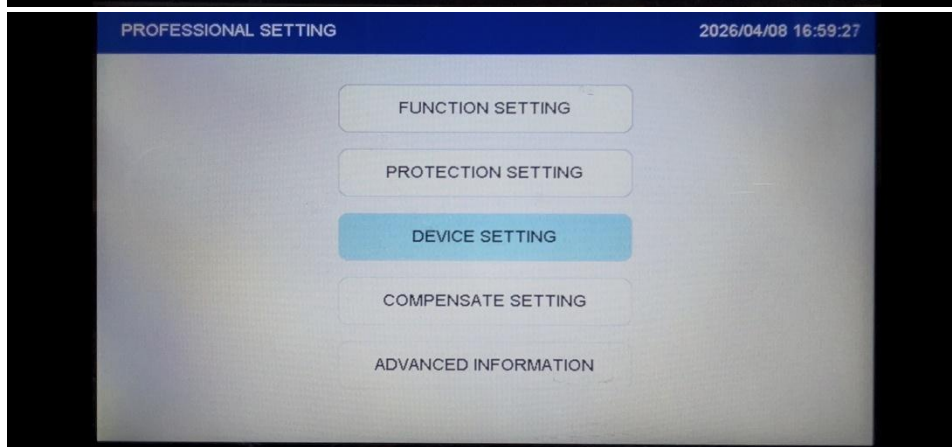 PROFESSIONAL SETTING 2026/04/08 16:59:27
FUNCTION SETTING
PROTECTION SETTING
DEVICE SETTING
COMPENSATE SETTING
ADVANCED INFORMATION